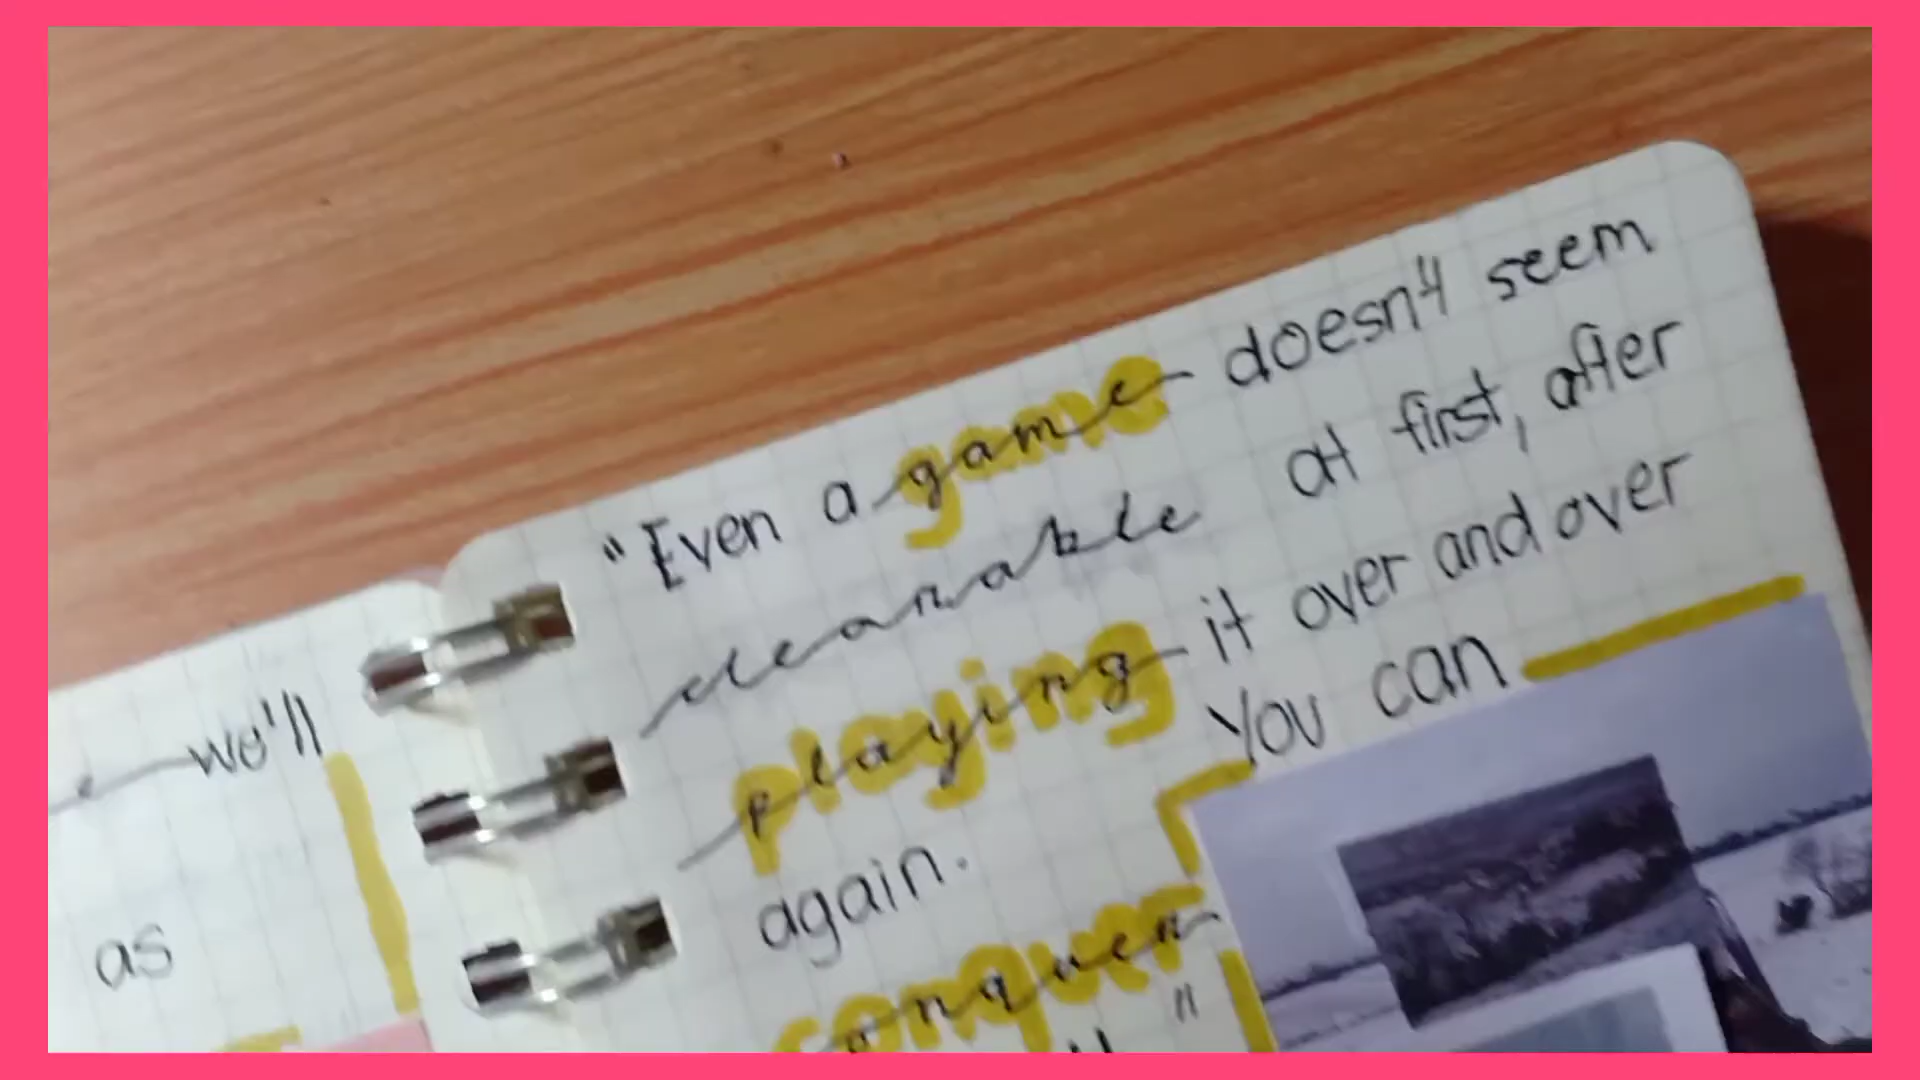 we'll
as
"Even a game doesn't seem
clearable at first, after
playing it over and over
again. You can
conquer
"